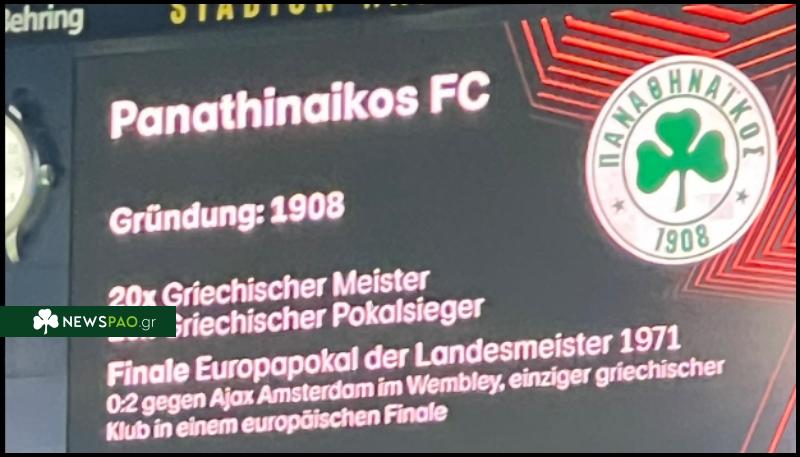 Behring
STADION
Panathinaikos FC
ΠΑΝΑΘΗΝΑΪΚΟΣ
1908
Gründung: 1908
20x Griechischer Meister
Griechischer Pokalsieger
NEWSPAO.gr
Finale Europapokal der Landesmeister 1971
0:2 gegen Ajax Amsterdam im Wembley, einziger griechischer
Klub in einem europäischen Finale